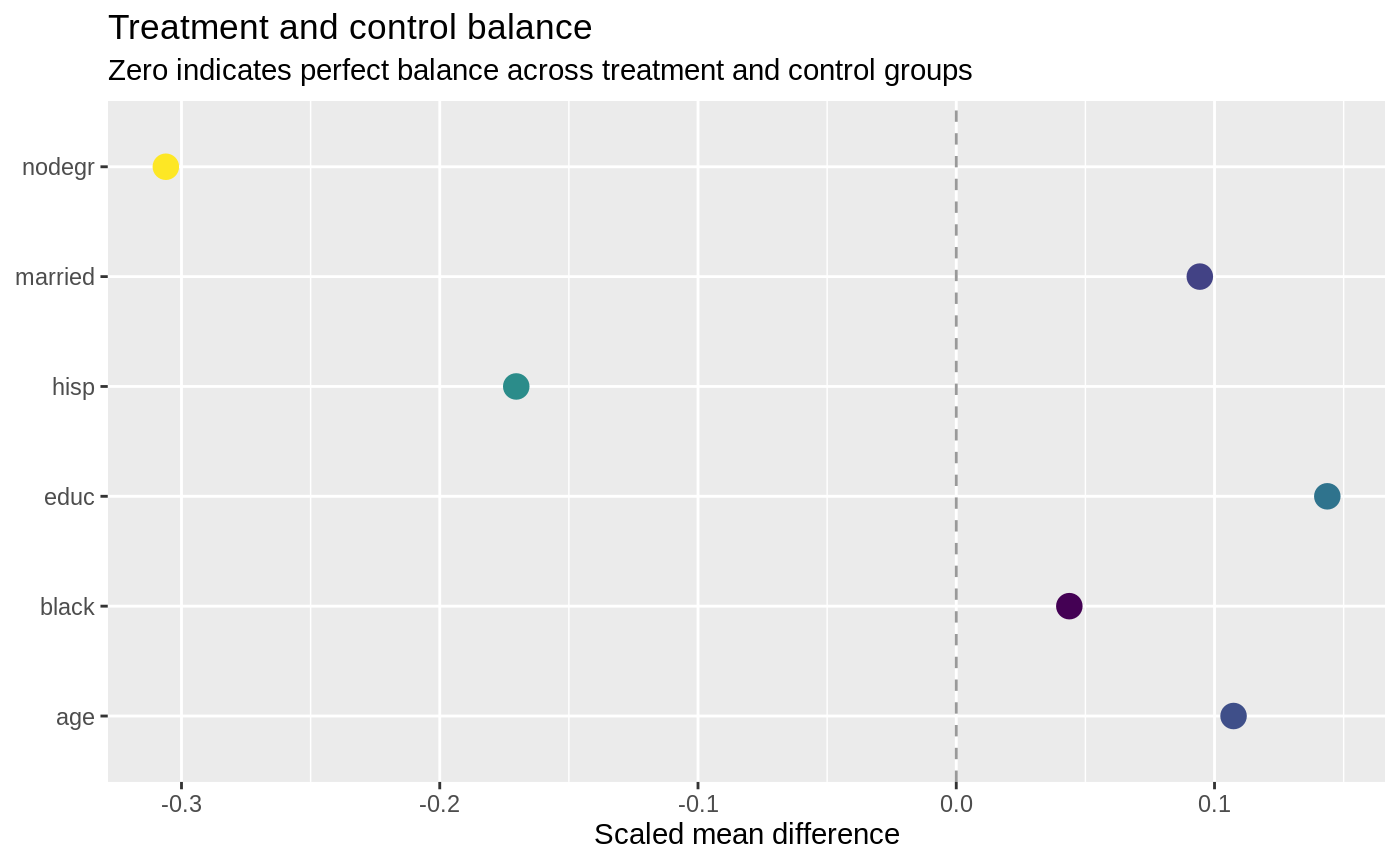 Treatment and control balance
Zero indicates perfect balance across treatment and control groups
nodegr
married
hisp
educ
black
age
-0.3
-0.2
-0.1
0.0
0.1
Scaled mean difference